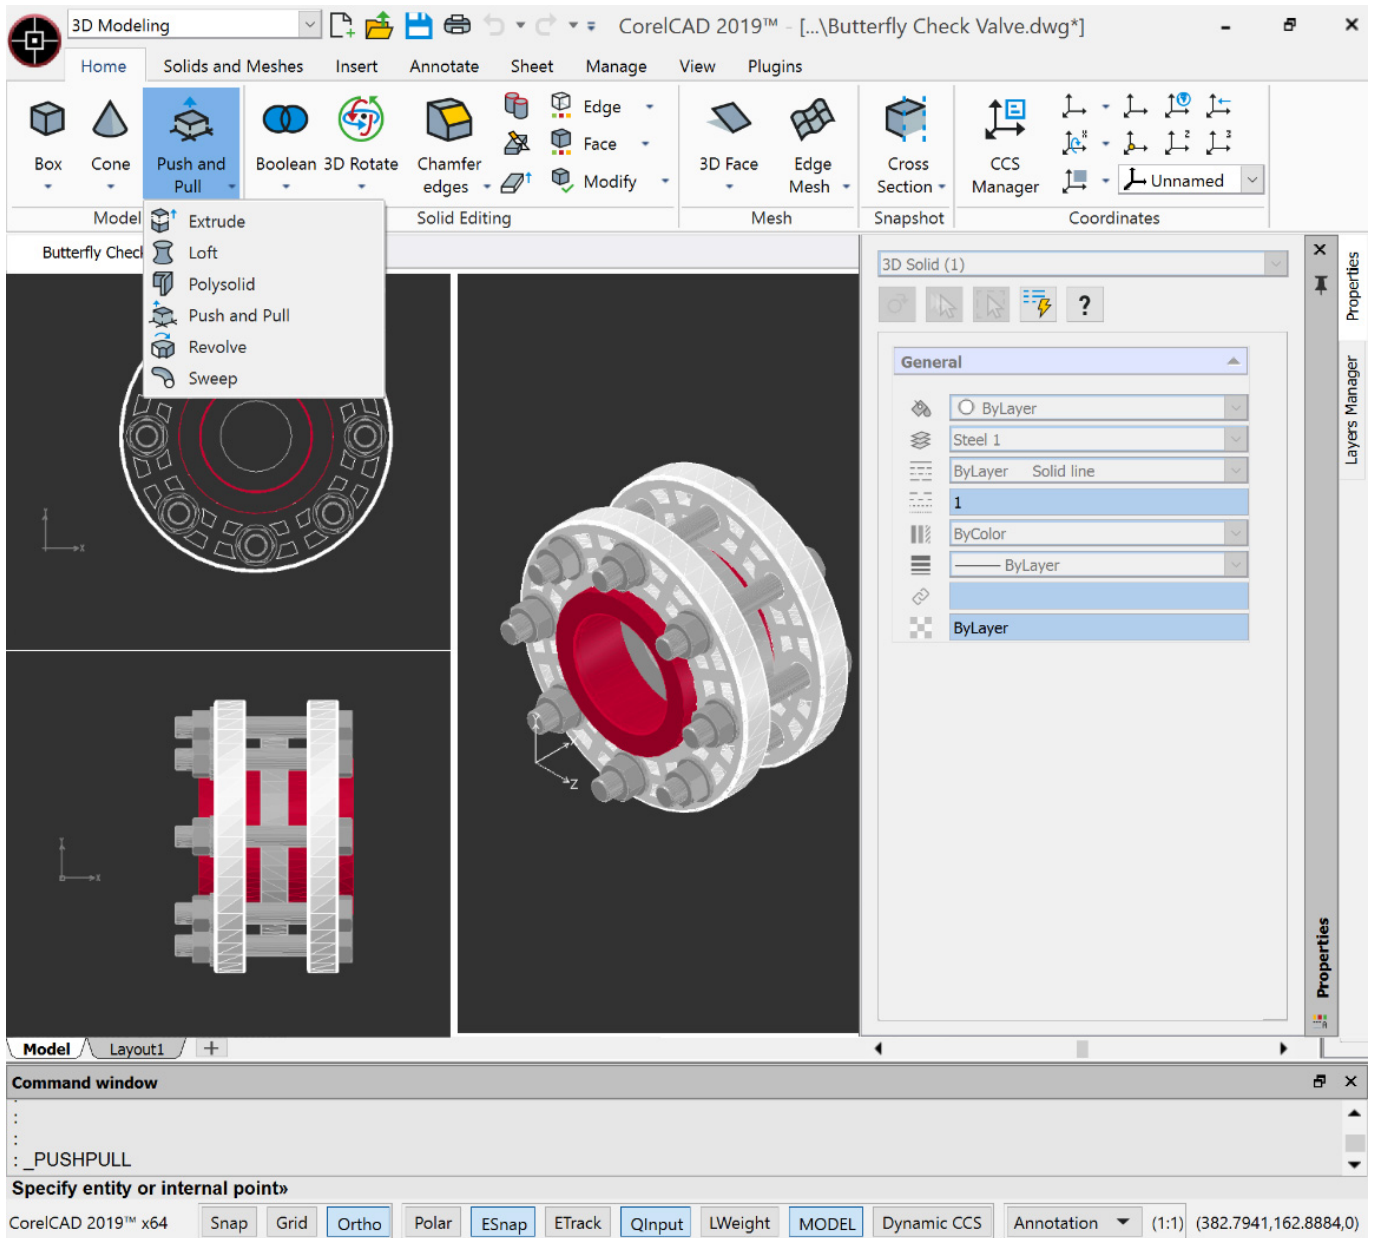 3D Modeling
CorelCAD 2019™ - [...\Butterfly Check Valve.dwg*]
Home Solids and Meshes Insert Annotate Sheet Manage View Plugins
Edge
Face
Modify
Box Cone Push and Pull Boolean 3D Rotate Chamfer edges 3D Face Edge Mesh Cross Section CCS Manager
Unnamed
Model Solid Editing Mesh Snapshot Coordinates
Extrude
Loft
Polysolid
Push and Pull
Revolve
Sweep
Butterfly Check
3D Solid (1)
?
General
ByLayer
Steel 1
ByLayer Solid line
1
ByColor
ByLayer
ByLayer
Properties
Layers Manager
Properties
Y
X
Z
Y
X
Model Layout1 +
Command window
:
:
: _PUSHPULL
Specify entity or internal point»
CorelCAD 2019™ x64 Snap Grid Ortho Polar ESnap ETrack QInput LWeight MODEL Dynamic CCS Annotation (1:1) (382.7941,162.8884,0)